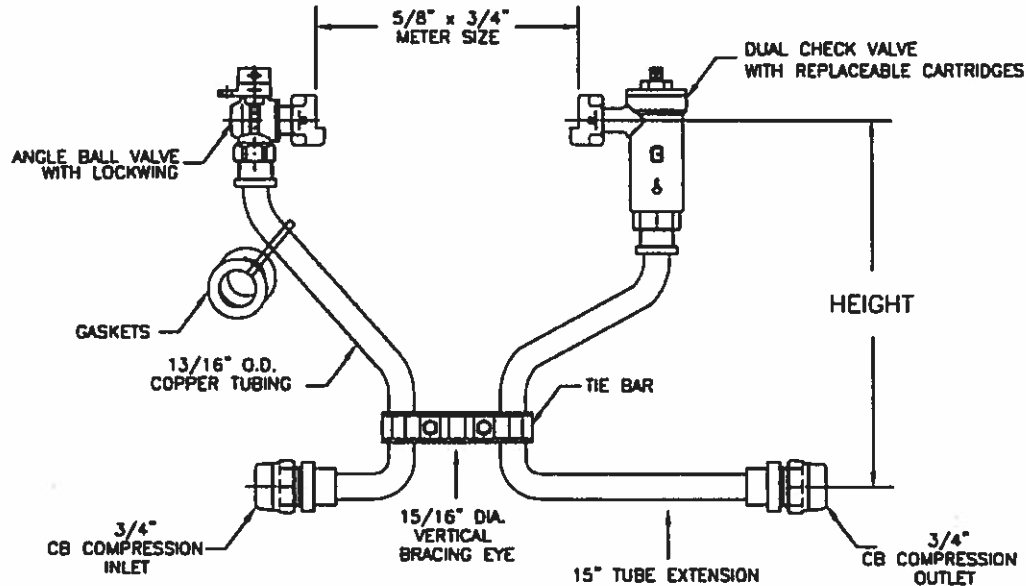 5/8" x 3/4"
METER SIZE
DUAL CHECK VALVE
WITH REPLACEABLE CARTRIDGES
ANGLE BALL VALVE
WITH LOCKWING
GASKETS
HEIGHT
13/16" O.D.
COPPER TUBING
TIE BAR
3/4"
CB COMPRESSION
INLET
15/16" DIA.
VERTICAL
BRACING EYE
15" TUBE EXTENSION
3/4"
CB COMPRESSION
OUTLET